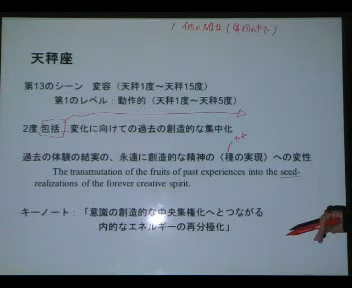 天秤座
第13のシーン 変容（天秤1度～天秤15度）
第1のレベル：動作的（天秤1度～天秤5度）
2度 包括…変化に向けての過去の創造的な集中化
過去の体験の結実の、永遠に創造的な精神の〈種の実現〉への変性
The transmutation of the fruits of past experiences into the seed-
realizations of the forever creative spirit.
キーノート：「意識の創造的な中央集権化へとつながる
内的なエネルギーの再分極化」